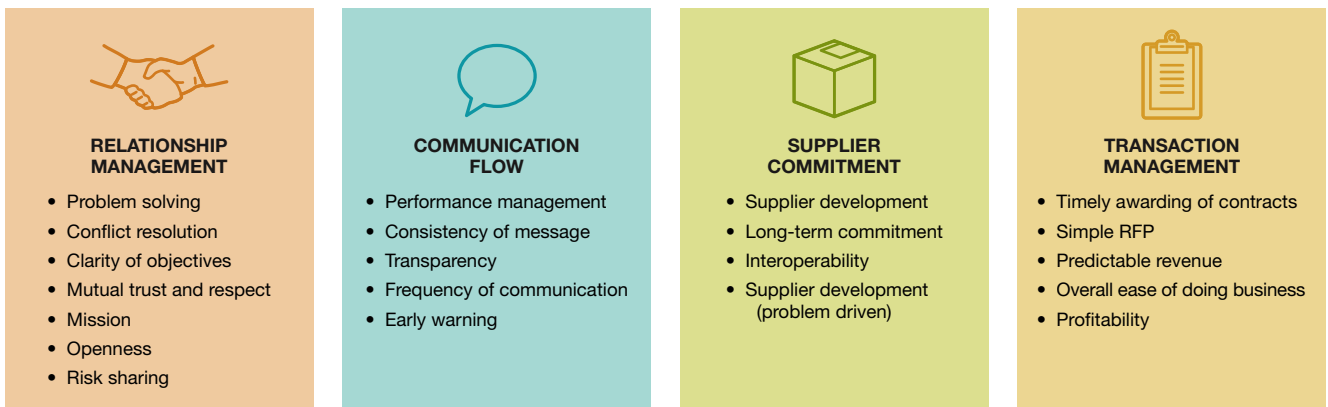 RELATIONSHIP
MANAGEMENT
• Problem solving
• Conflict resolution
• Clarity of objectives
• Mutual trust and respect
• Mission
• Openness
• Risk sharing
COMMUNICATION
FLOW
• Performance management
• Consistency of message
• Transparency
• Frequency of communication
• Early warning
SUPPLIER
COMMITMENT
• Supplier development
• Long-term commitment
• Interoperability
• Supplier development
(problem driven)
TRANSACTION
MANAGEMENT
• Timely awarding of contracts
• Simple RFP
• Predictable revenue
• Overall ease of doing business
• Profitability